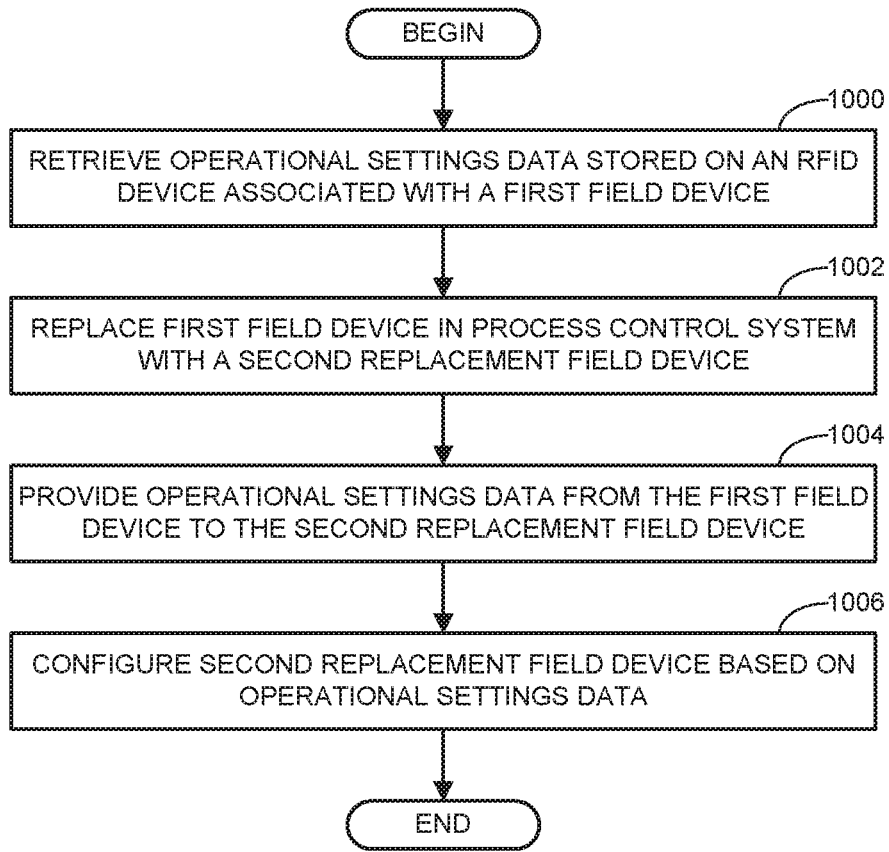 BEGIN
1000
RETRIEVE OPERATIONAL SETTINGS DATA STORED ON AN RFID
DEVICE ASSOCIATED WITH A FIRST FIELD DEVICE
1002
REPLACE FIRST FIELD DEVICE IN PROCESS CONTROL SYSTEM
WITH A SECOND REPLACEMENT FIELD DEVICE
1004
PROVIDE OPERATIONAL SETTINGS DATA FROM THE FIRST FIELD
DEVICE TO THE SECOND REPLACEMENT FIELD DEVICE
1006
CONFIGURE SECOND REPLACEMENT FIELD DEVICE BASED ON
OPERATIONAL SETTINGS DATA
END